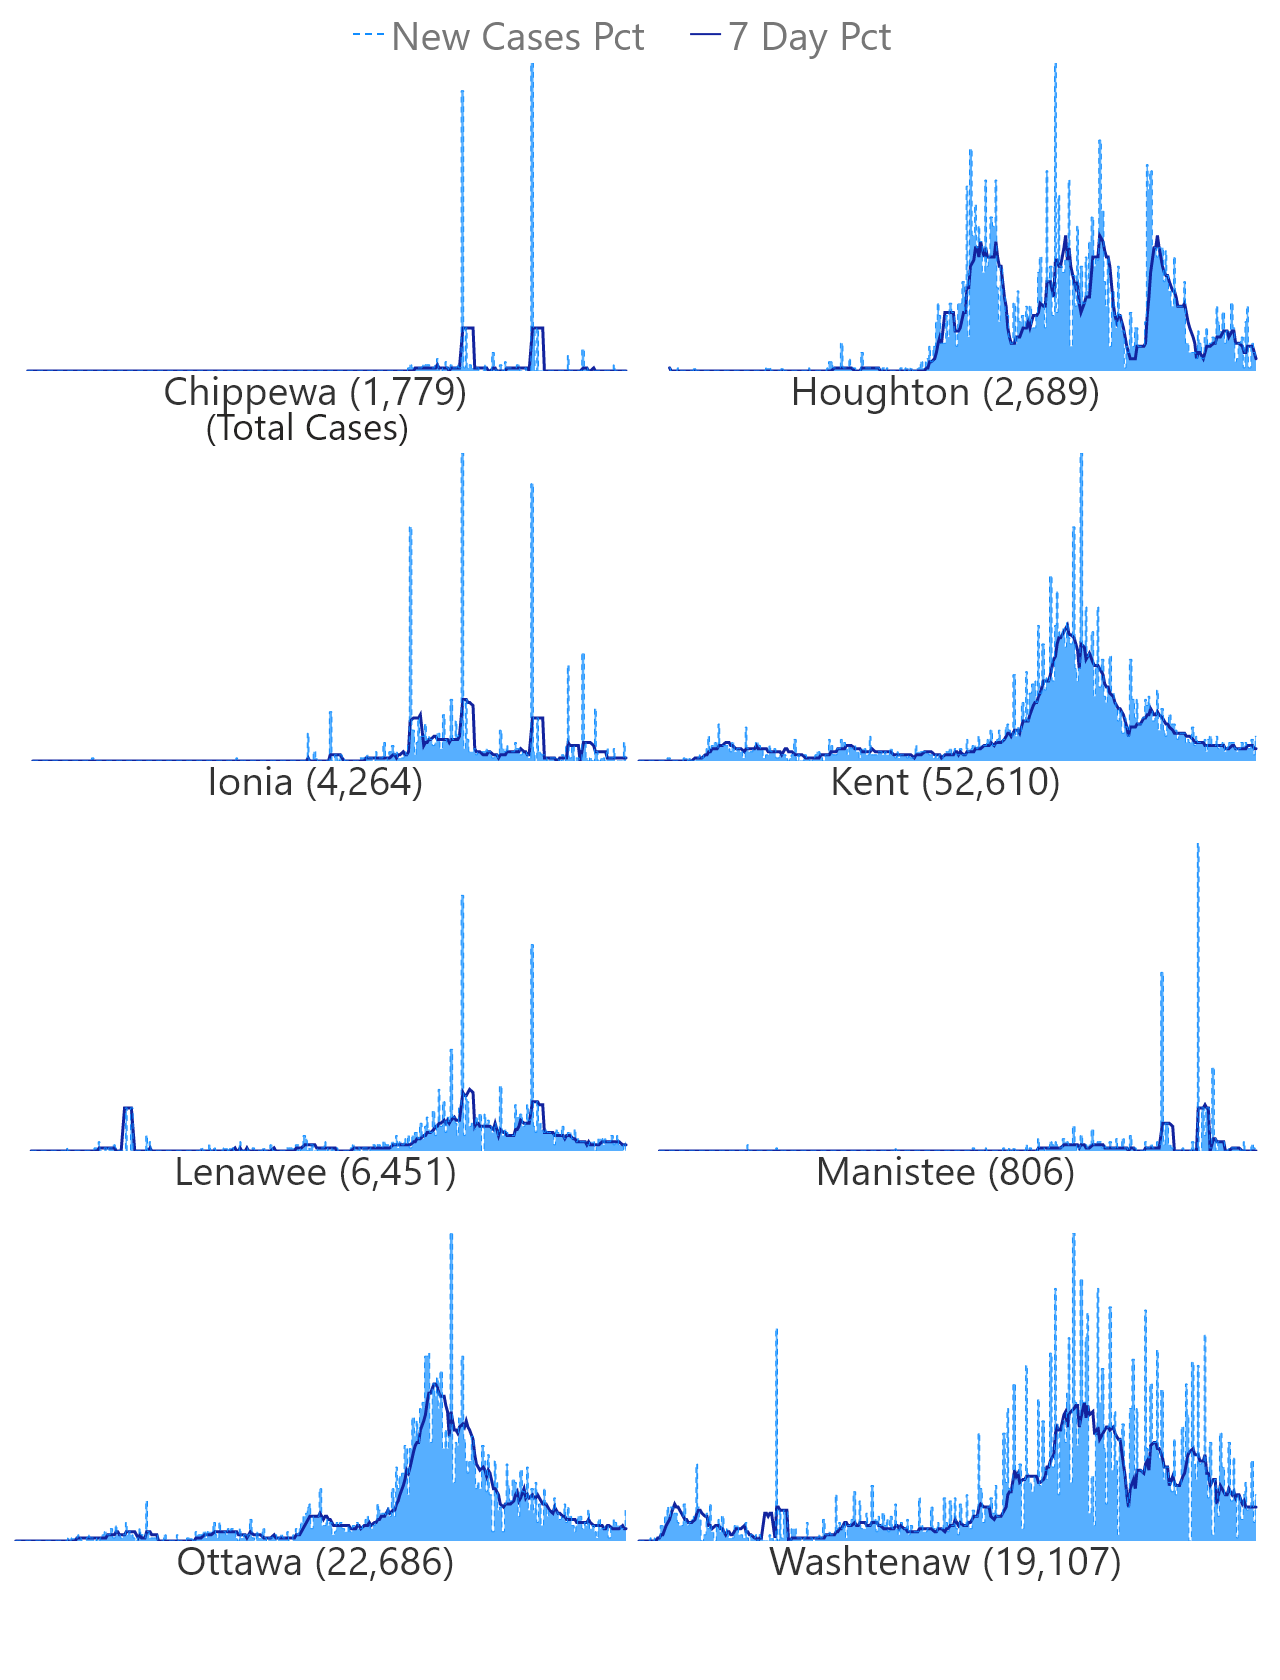 New Cases Pct 7 Day Pct
Chippewa (1,779)
(Total Cases)
Houghton (2,689)
Ionia (4,264)
Kent (52,610)
Lenawee (6,451)
Manistee (806)
Ottawa (22,686)
Washtenaw (19,107)